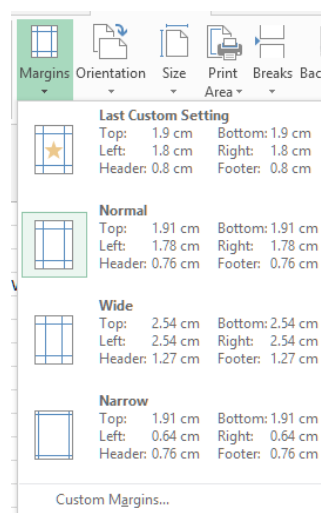 Margins Orientation Size Print Breaks Bac
Area
Last Custom Setting
Top: 1.9 cm Bottom: 1.9 cm
Left: 1.8 cm Right: 1.8 cm
Header: 0.8 cm Footer: 0.8 cm
Normal
Top: 1.91 cm Bottom: 1.91 cm
Left: 1.78 cm Right: 1.78 cm
Header: 0.76 cm Footer: 0.76 cm
Wide
Top: 2.54 cm Bottom: 2.54 cm
Left: 2.54 cm Right: 2.54 cm
Header: 1.27 cm Footer: 1.27 cm
Narrow
Top: 1.91 cm Bottom: 1.91 cm
Left: 0.64 cm Right: 0.64 cm
Header: 0.76 cm Footer: 0.76 cm
Custom Margins...